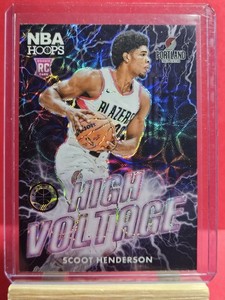 NBA
HOOPS
RC
PORTLAND
BLAZERS
HIGH
VOLTAGE
SCOOT HENDERSON